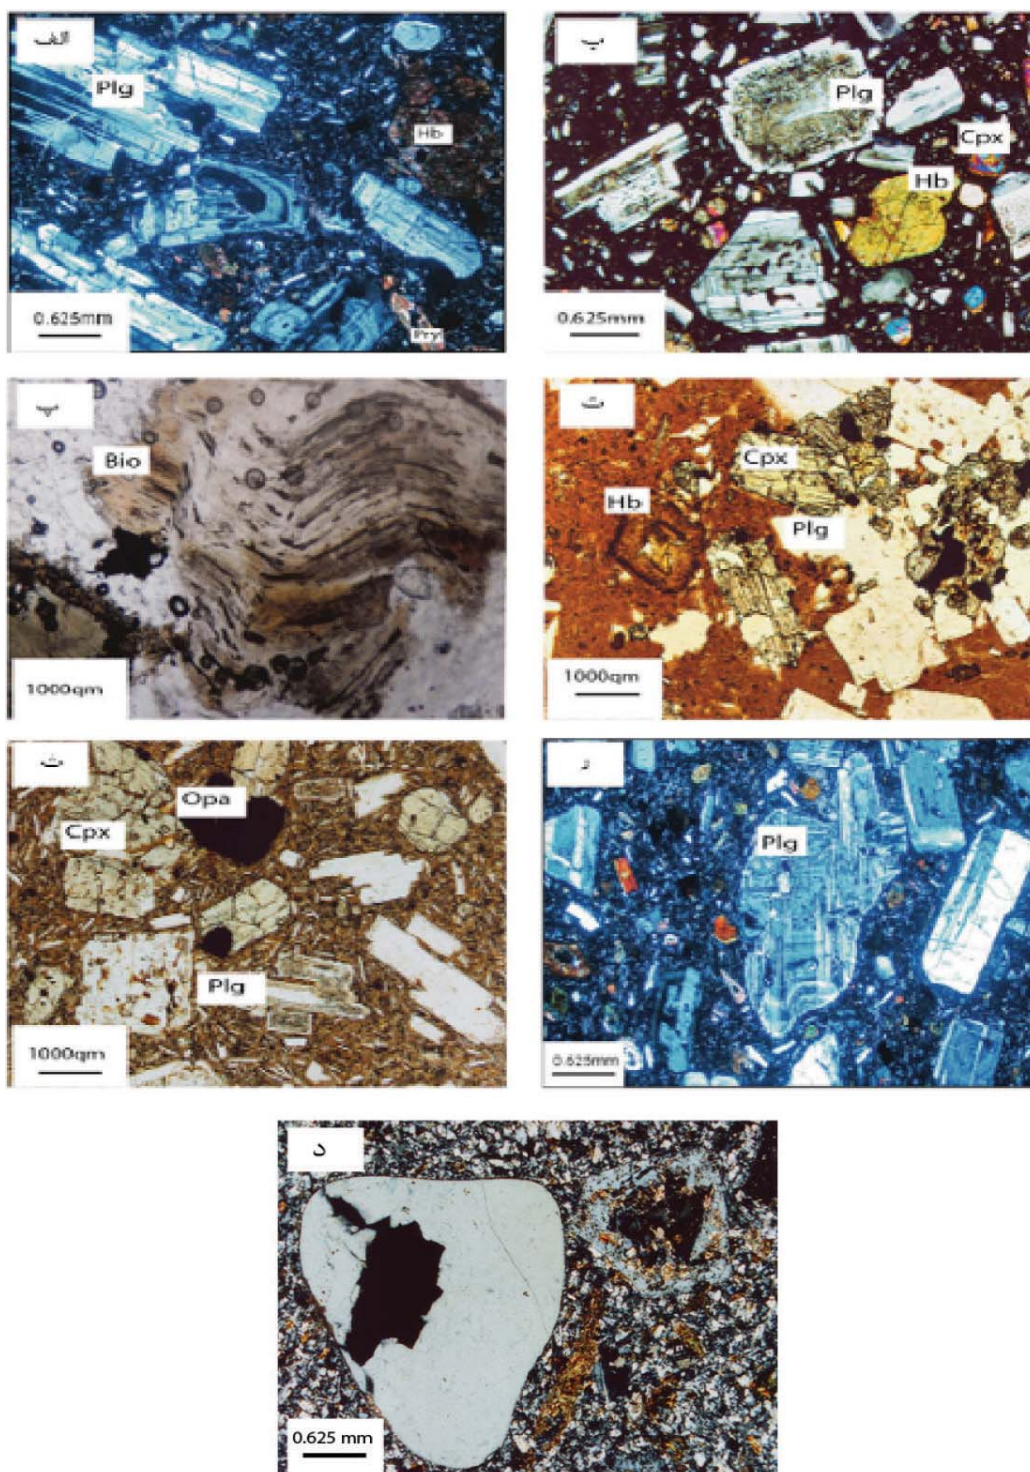 الف
Plg
Hb
Pry
0.625mm
ب
Plg
Cpx
Hb
0.625mm
پ
Bio
1000qm
ت
Cpx
Hb
Plg
1000qm
ث
Opa
Cpx
Plg
1000qm
ر
Plg
0.625mm
د
0.625 mm